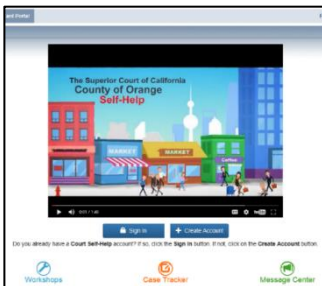 The Superior Court of California
County of Orange
Self-Help
MARKET
MARKET
Coffee
Sign In
Create Account
Do you already have a Court Self-Help account? If so, click the Sign In button. If not, click on the Create Account button.
Workshops
Case Tracker
Message Center